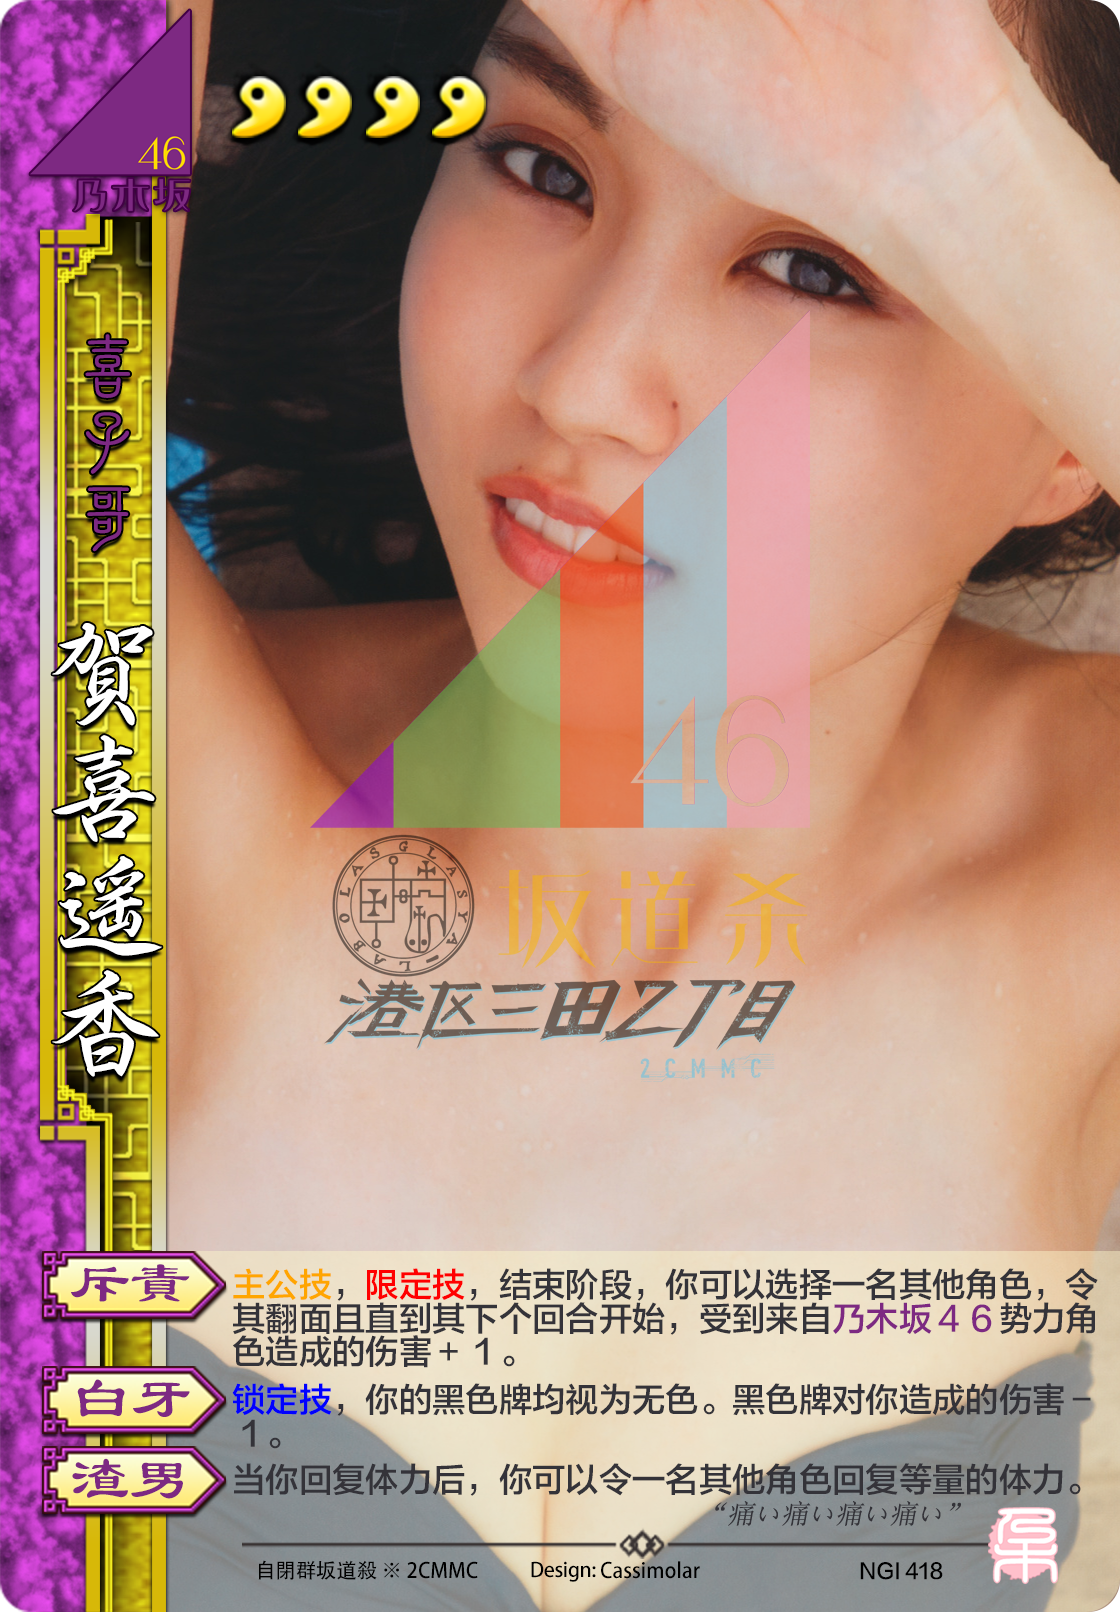 46
乃木坂
喜子哥
賀喜遥香
46
GLASYA-LABOLAS
坂道杀
港区三田乙丁目
2CMMC
斥責
主公技，限定技，结束阶段，你可以选择一名其他角色，令
其翻面且直到其下个回合开始，受到来自乃木坂４６势力角
色造成的伤害＋１。
白牙
锁定技，你的黑色牌均视为无色。黑色牌对你造成的伤害－
１。
渣男
当你回复体力后，你可以令一名其他角色回复等量的体力。
“痛い痛い痛い痛い”
自閉群坂道殺 ※ 2CMMC
Design: Cassimolar
NGI 418